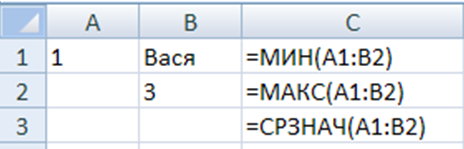 A B C
1 1 Вася =МИН(A1:B2)
2 3 =МАКС(A1:B2)
3 =СРЗНАЧ(A1:B2)